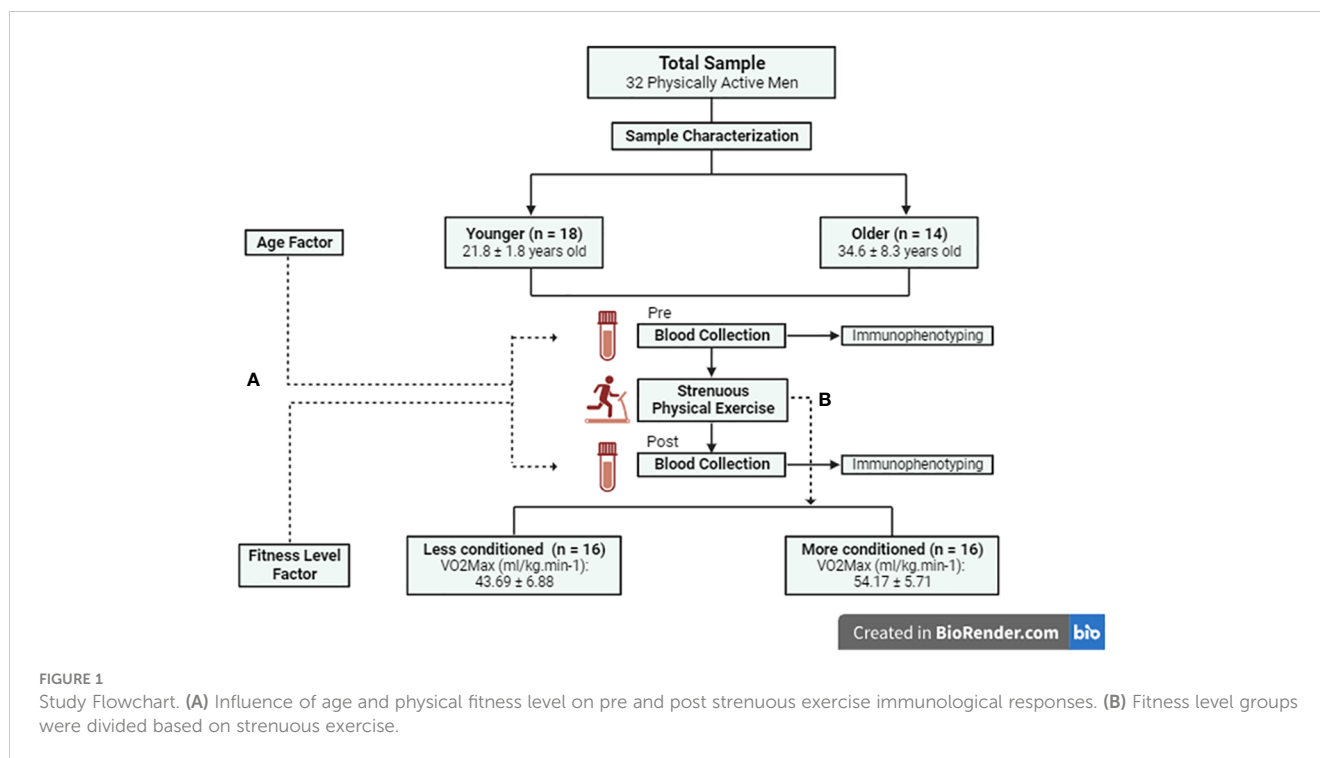 Total Sample
32 Physically Active Men
Sample Characterization
Younger (n = 18)
21.8 ± 1.8 years old
Older (n = 14)
34.6 ± 8.3 years old
Age Factor
Pre
Blood Collection
Immunophenotyping
A
Strenuous
Physical Exercise
B
Post
Blood Collection
Immunophenotyping
Fitness Level
Factor
Less conditioned (n = 16)
VO2Max (ml/kg.min-1):
43.69 ± 6.88
More conditioned (n = 16)
VO2Max (ml/kg.min-1):
54.17 ± 5.71
Created in BioRender.com bio
FIGURE 1
Study Flowchart. (A) Influence of age and physical fitness level on pre and post strenuous exercise immunological responses. (B) Fitness level groups
were divided based on strenuous exercise.